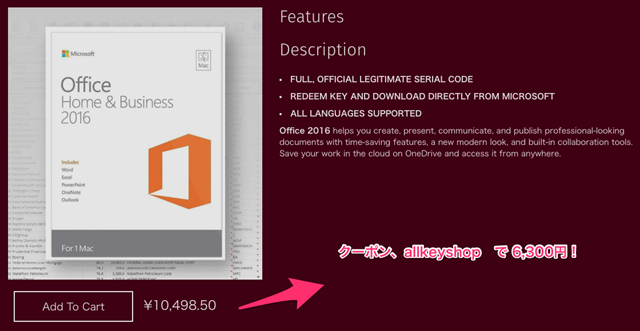 Microsoft
Mac
Office
Home & Business
2016
Includes
Word
Excel
PowerPoint
OneNote
Outlook
For 1 Mac
Add To Cart
¥10,498.50
Features
Description
• FULL, OFFICIAL LEGITIMATE SERIAL CODE
• REDEEM KEY AND DOWNLOAD DIRECTLY FROM MICROSOFT
• ALL LANGUAGES SUPPORTED
Office 2016 helps you create, present, communicate, and publish professional-looking
documents with time-saving features, a new modern look, and built-in collaboration tools.
Save your work in the cloud on OneDrive and access it from anywhere.
クーポン、allkeyshop　で 6,300円！